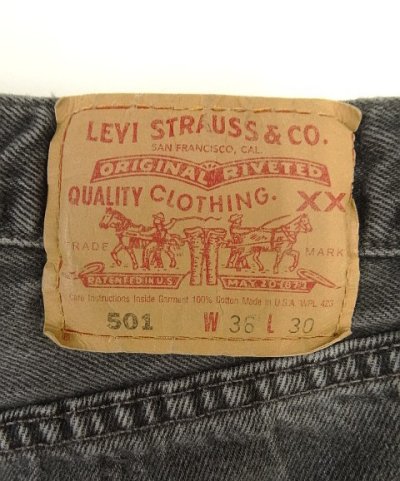 LEVI STRAUSS & CO.
SAN FRANCISCO, CAL.
ORIGINAL RIVETED
QUALITY CLOTHING. XX
TRADE MARK
PATENTED IN U.S. MAY 20 1873
Care Instructions Inside Garment 100% Cotton Made in U.S.A. WPL 423
501 W 36 L 30